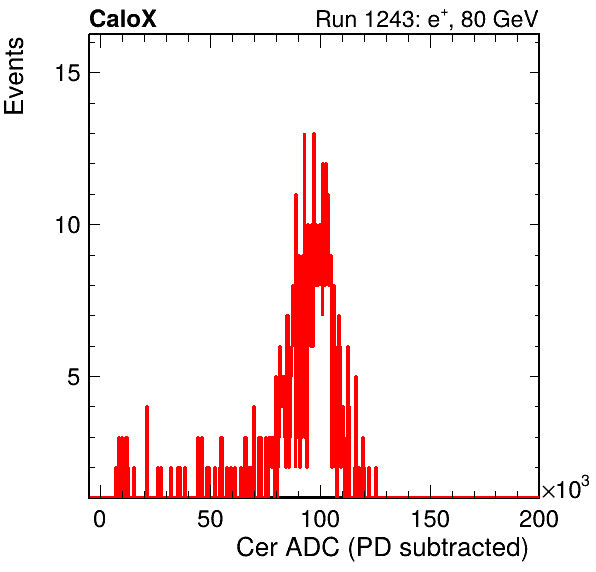 CaloX Run 1243: e⁺, 80 GeV
Events
15
10
5
0 50 100 150 200
×10³
Cer ADC (PD subtracted)